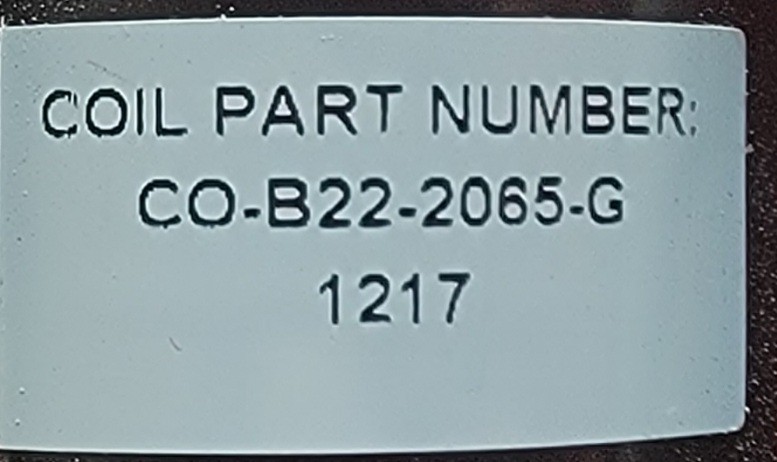 COIL PART NUMBER:
CO-B22-2065-G
1217